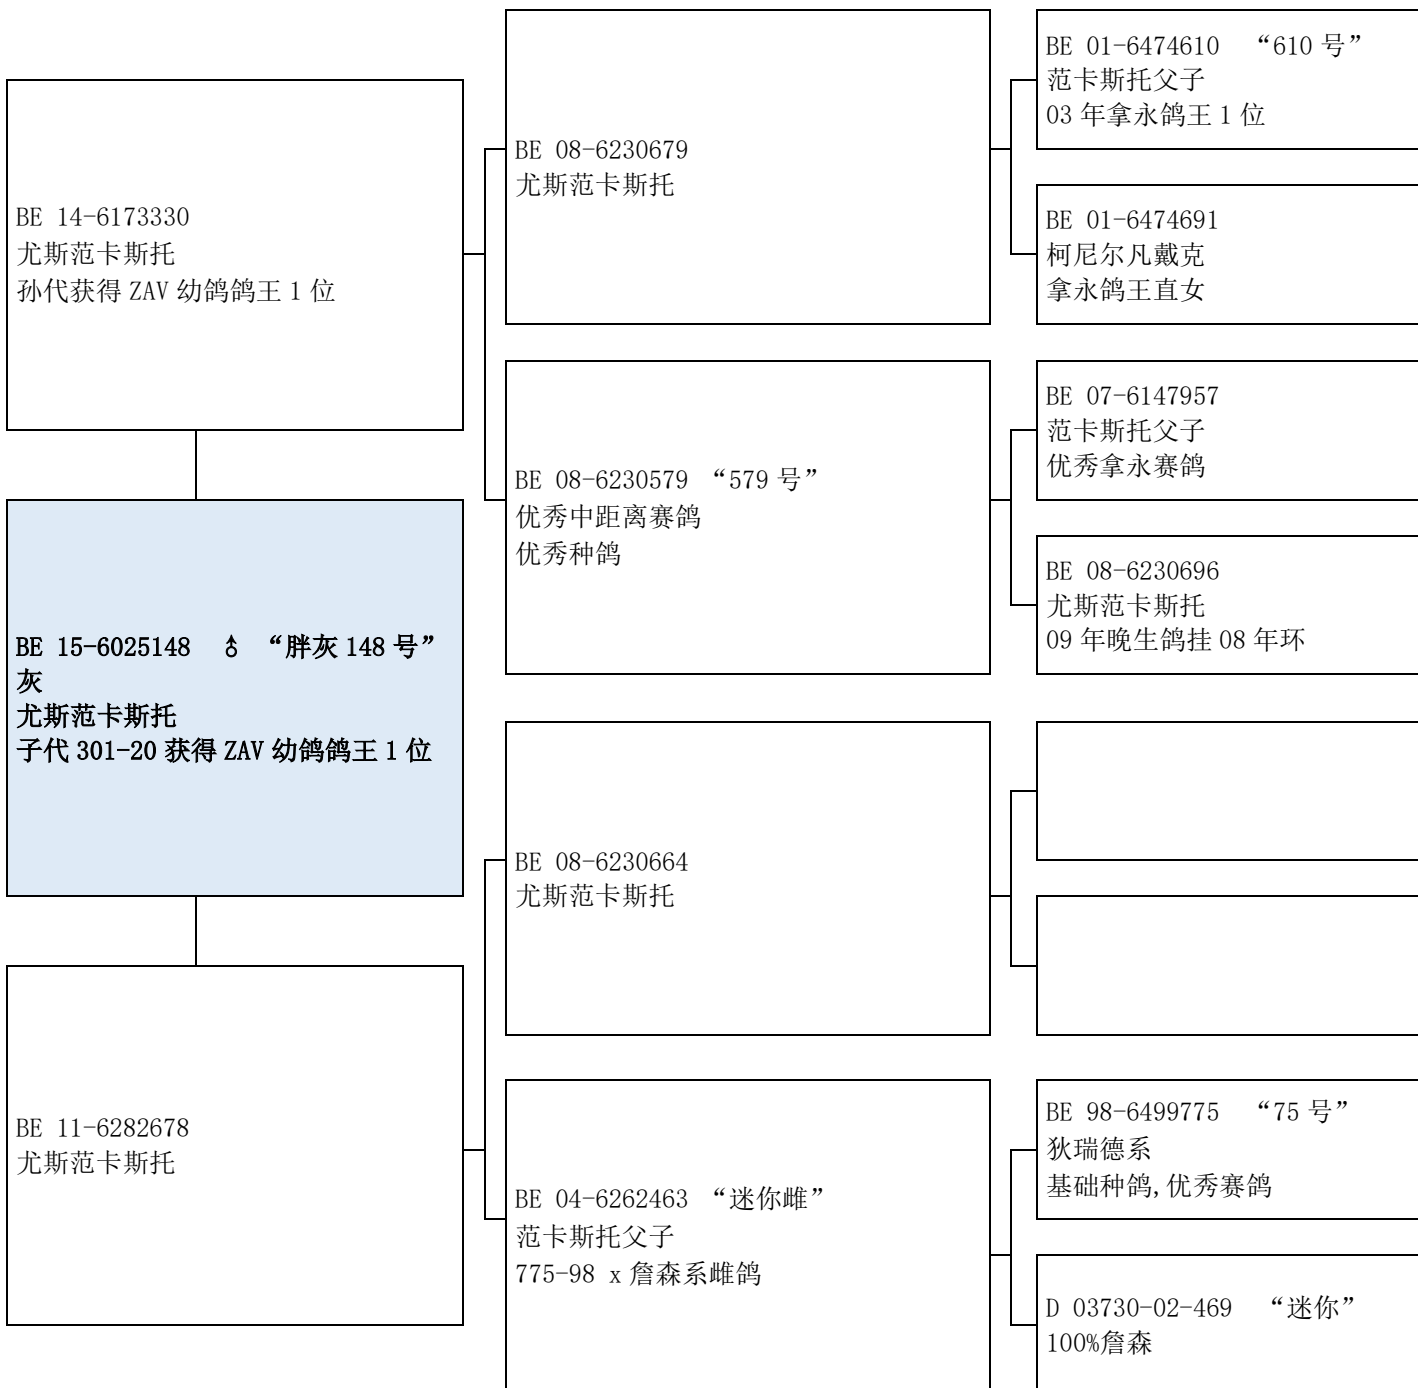 BE 14-6173330
尤斯范卡斯托
孙代获得 ZAV 幼鸽鸽王 1 位
BE 15-6025148 ♁ “胖灰 148 号”
灰
尤斯范卡斯托
子代 301-20 获得 ZAV 幼鸽鸽王 1 位
BE 11-6282678
尤斯范卡斯托
BE 08-6230679
尤斯范卡斯托
BE 08-6230579 “579 号”
优秀中距离赛鸽
优秀种鸽
BE 08-6230664
尤斯范卡斯托
BE 04-6262463 “迷你雌”
范卡斯托父子
775-98 x 詹森系雌鸽
BE 01-6474610 “610 号”
范卡斯托父子
03 年拿永鸽王 1 位
BE 01-6474691
柯尼尔凡戴克
拿永鸽王直女
BE 07-6147957
范卡斯托父子
优秀拿永赛鸽
BE 08-6230696
尤斯范卡斯托
09 年晚生鸽挂 08 年环
BE 98-6499775 “75 号”
狄瑞德系
基础种鸽,优秀赛鸽
D 03730-02-469 “迷你”
100%詹森